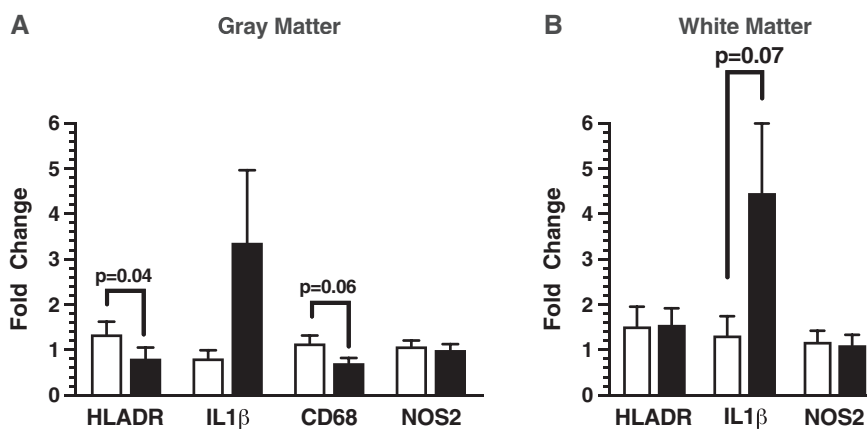 A Gray Matter
6
5
4
3
2
1
0
Fold Change
p=0.04
p=0.06
HLADR IL1β CD68 NOS2
B White Matter
p=0.07
6
5
4
3
2
1
0
Fold Change
HLADR IL1β NOS2